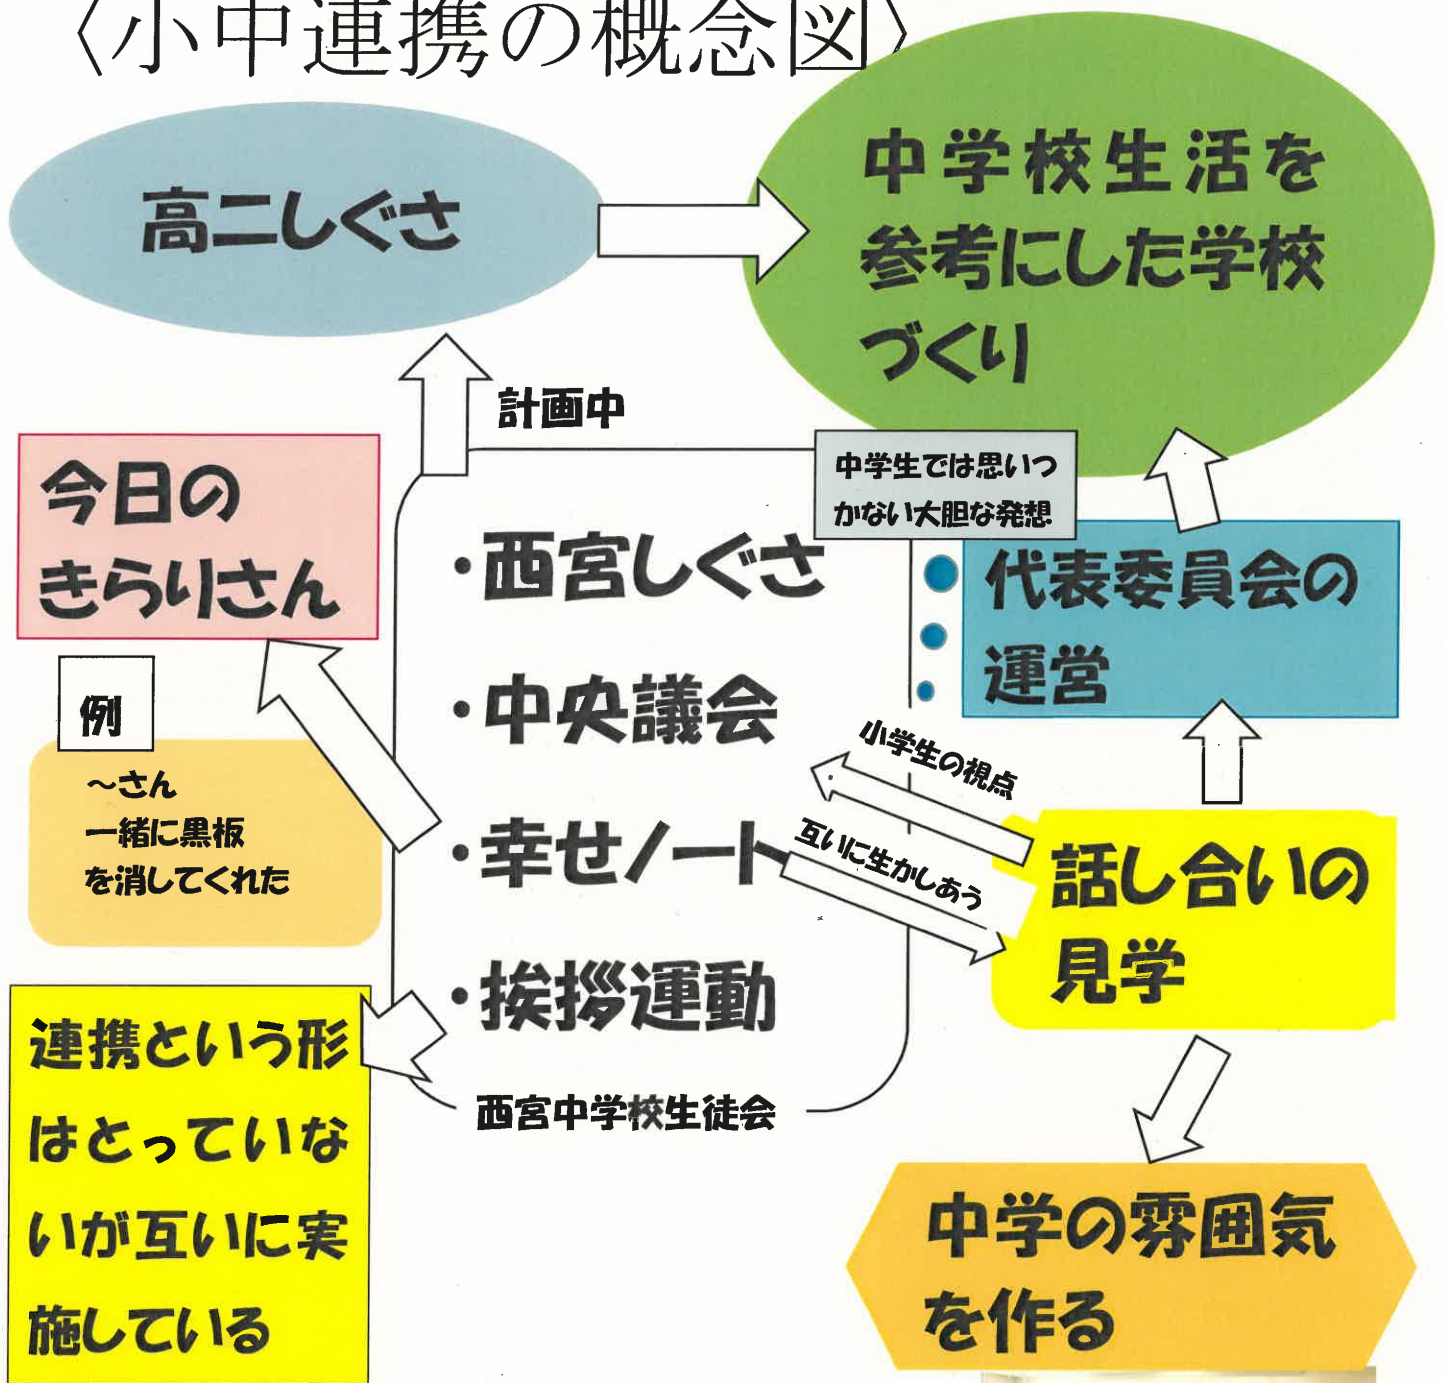 〈小中連携の概念図〉
高二しぐさ
中学校生活を
参考にした学校
づくり
計画中
今日の
きらりさん
中学生では思いつ
かない大胆な発想
・西宮しぐさ
・中央議会
・幸せノート
・挨拶運動
西宮中学校生徒会
代表委員会の
運営
例
～さん
一緒に黒板
を消してくれた
小学生の視点
互いに生かしあう
話し合いの
見学
連携という形
はとっていな
いが互いに実
施している
中学の雰囲気
を作る